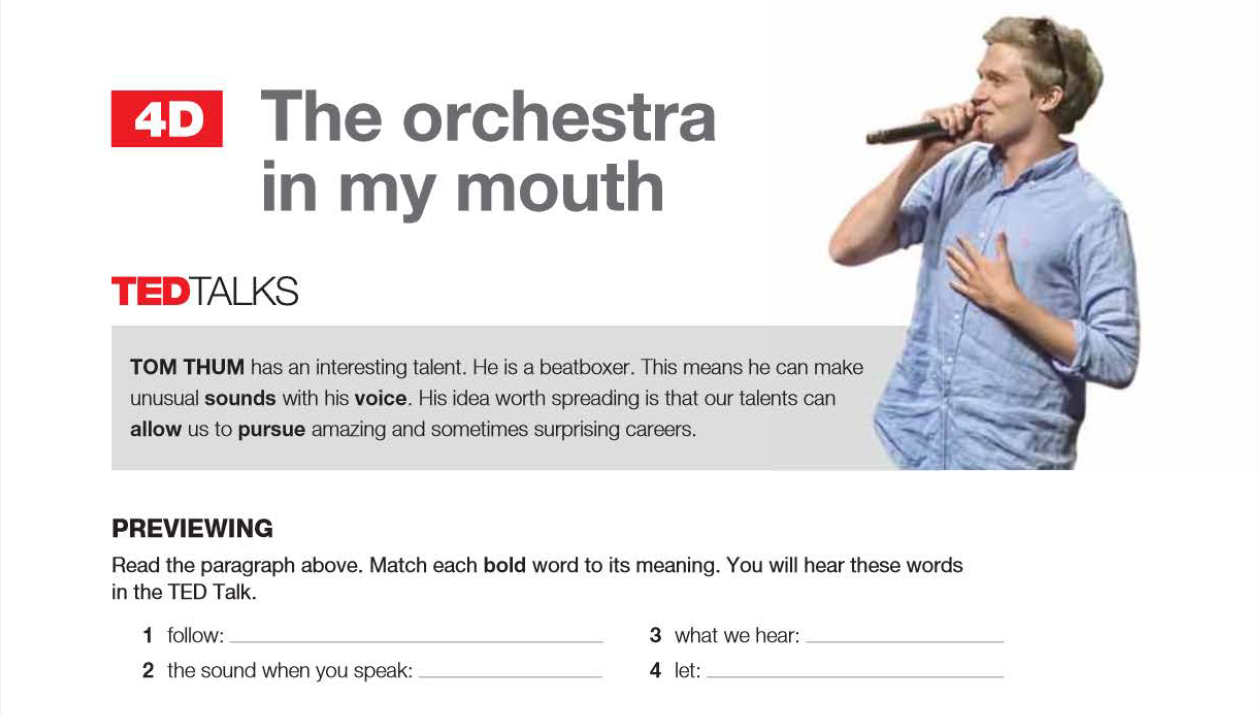 4D The orchestra
in my mouth
TEDTALKS
TOM THUM has an interesting talent. He is a beatboxer. This means he can make
unusual sounds with his voice. His idea worth spreading is that our talents can
allow us to pursue amazing and sometimes surprising careers.
PREVIEWING
Read the paragraph above. Match each bold word to its meaning. You will hear these words
in the TED Talk.
1 follow:
2 the sound when you speak:
3 what we hear:
4 let: